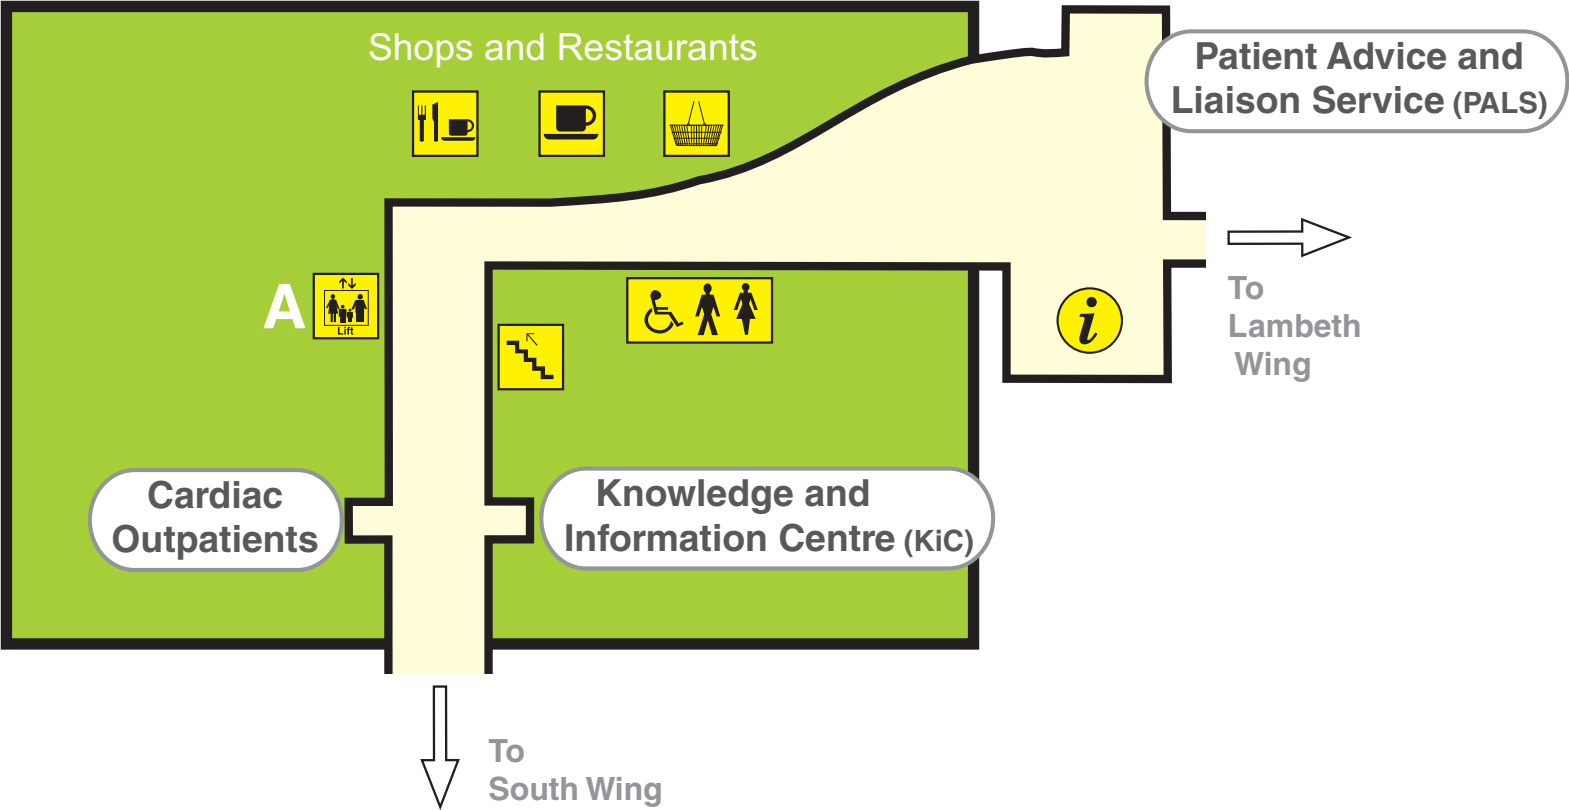 Shops and Restaurants
Patient Advice and
Liaison Service (PALS)
To
Lambeth
Wing
A
Lift
i
Cardiac
Outpatients
Knowledge and
Information Centre (KiC)
To
South Wing